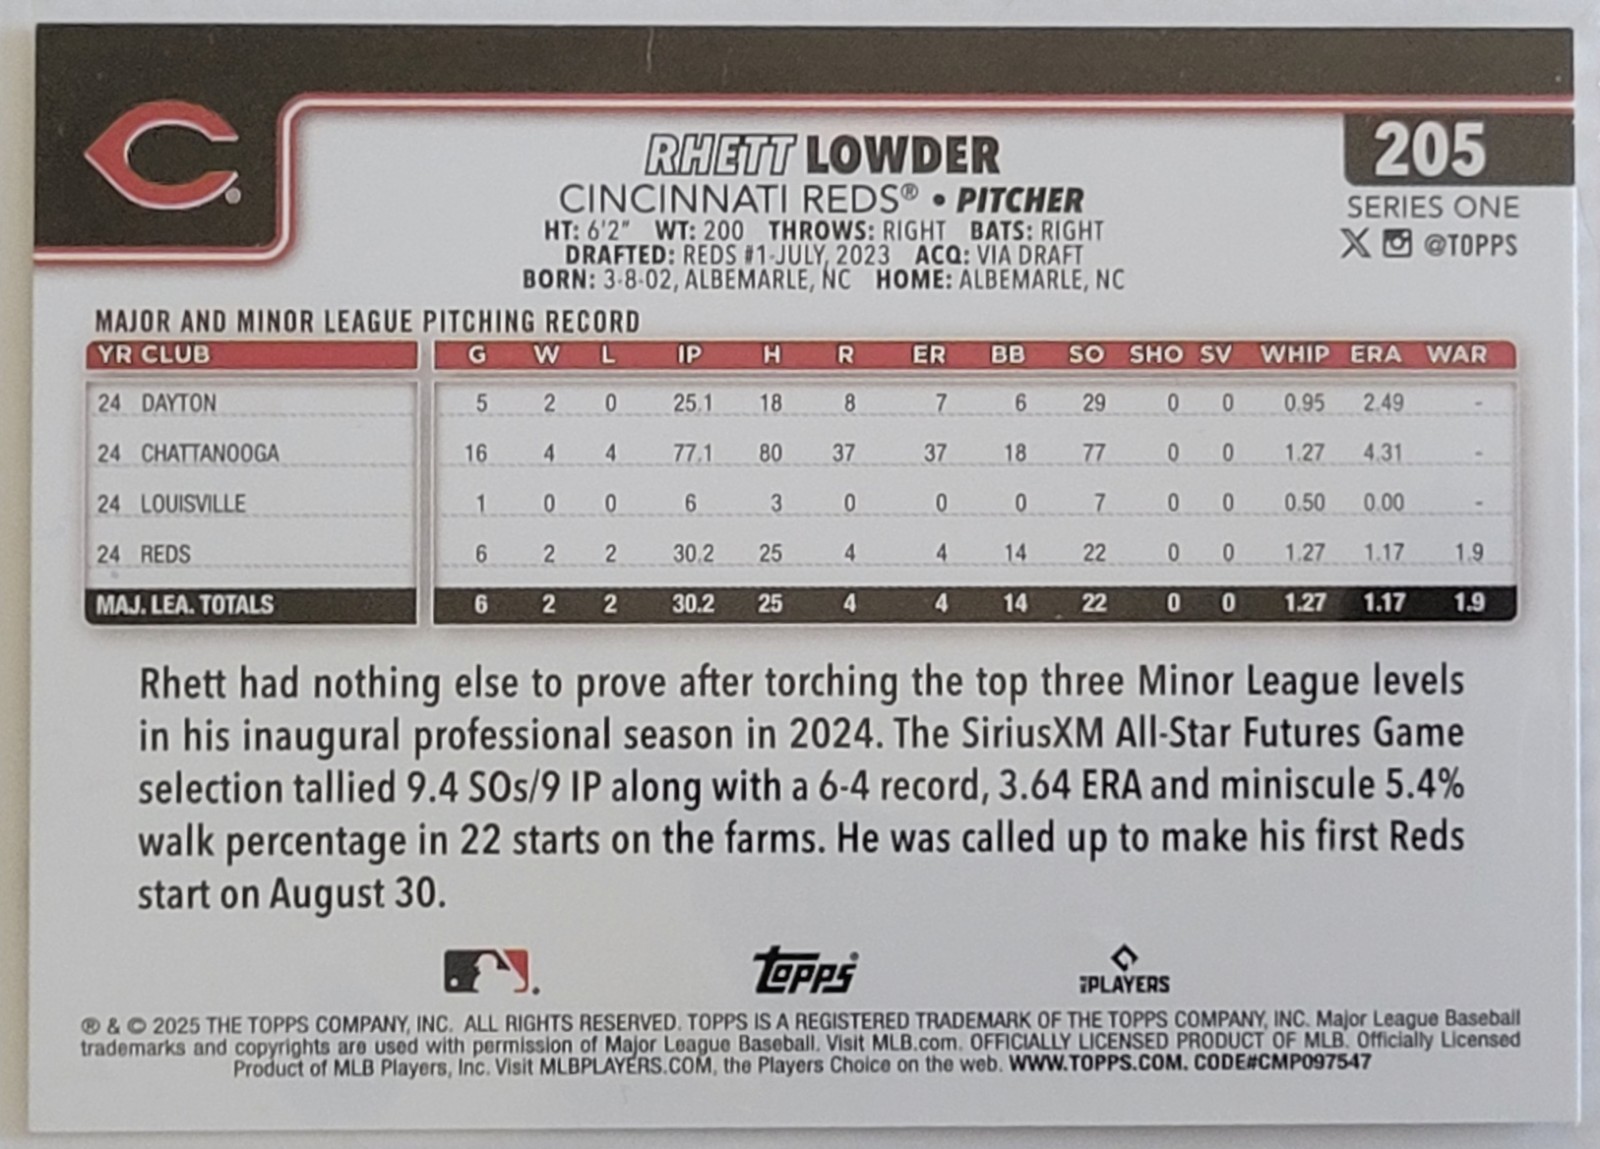 RHETT LOWDER
205
CINCINNATI REDS® • PITCHER
SERIES ONE
HT: 6'2" WT: 200 THROWS: RIGHT BATS: RIGHT
@TOPPS
DRAFTED: REDS #1-JULY, 2023 ACQ: VIA DRAFT
BORN: 3-8-02, ALBEMARLE, NC HOME: ALBEMARLE, NC
MAJOR AND MINOR LEAGUE PITCHING RECORD
YR CLUB G W L IP H R ER BB SO SHO SV WHIP ERA WAR
24 DAYTON 5 2 0 25.1 18 8 7 6 29 0 0 0.95 2.49 -
24 CHATTANOOGA 16 4 4 77.1 80 37 37 18 77 0 0 1.27 4.31 -
24 LOUISVILLE 1 0 0 6 3 0 0 0 7 0 0 0.50 0.00 -
24 REDS 6 2 2 30.2 25 4 4 14 22 0 0 1.27 1.17 1.9
MAJ. LEA. TOTALS 6 2 2 30.2 25 4 4 14 22 0 0 1.27 1.17 1.9
Rhett had nothing else to prove after torching the top three Minor League levels
in his inaugural professional season in 2024. The SiriusXM All-Star Futures Game
selection tallied 9.4 SOs/9 IP along with a 6-4 record, 3.64 ERA and miniscule 5.4%
walk percentage in 22 starts on the farms. He was called up to make his first Reds
start on August 30.
Topps
PLAYERS
® & © 2025 THE TOPPS COMPANY, INC. ALL RIGHTS RESERVED. TOPPS IS A REGISTERED TRADEMARK OF THE TOPPS COMPANY, INC. Major League Baseball
trademarks and copyrights are used with permission of Major League Baseball. Visit MLB.com. OFFICIALLY LICENSED PRODUCT OF MLB. Officially Licensed
Product of MLB Players, Inc. Visit MLBPLAYERS.COM, the Players Choice on the web. WWW.TOPPS.COM. CODE#CMP097547